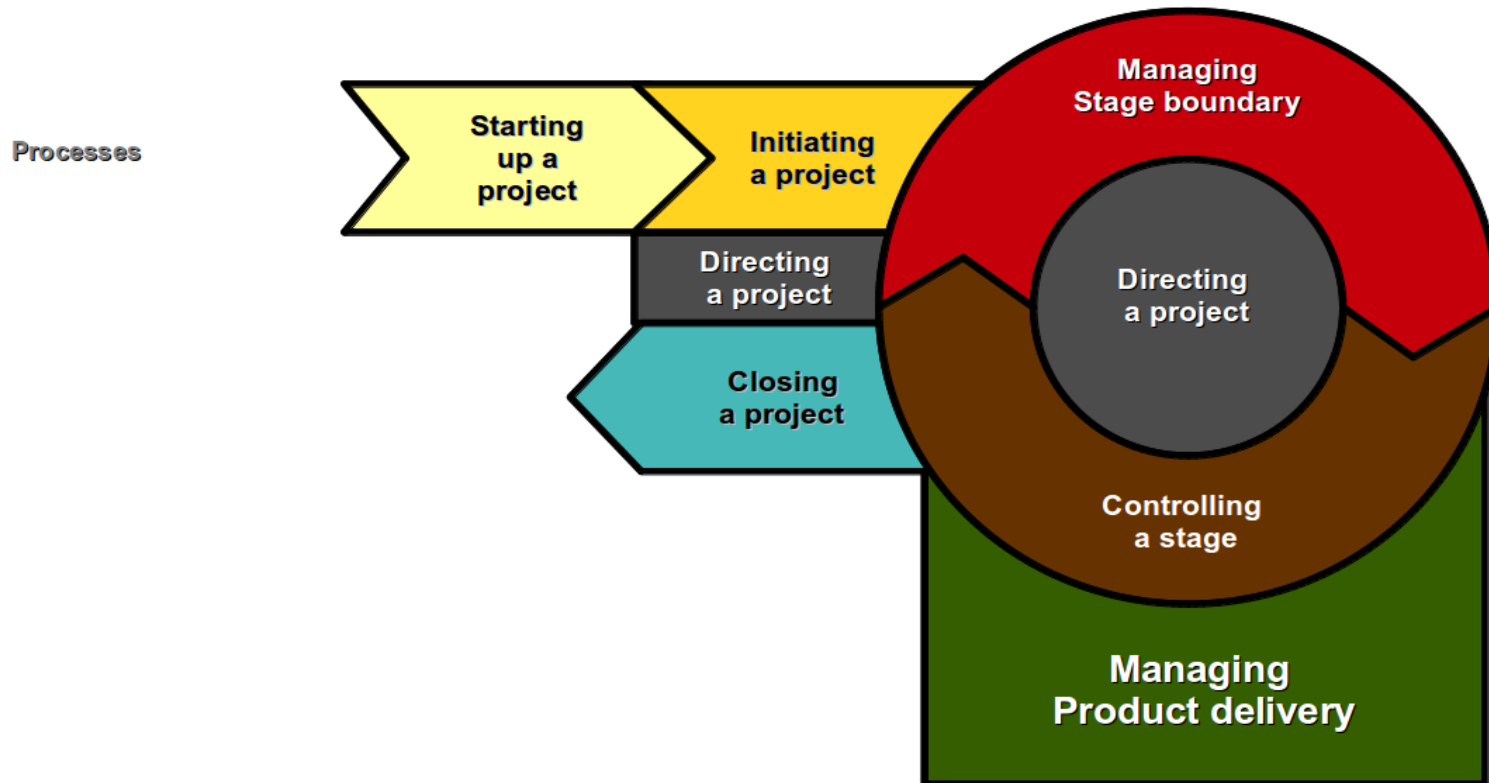 Processes
Starting
up a
project
Initiating
a project
Managing
Stage boundary
Directing
a project
Directing
a project
Closing
a project
Controlling
a stage
Managing
Product delivery